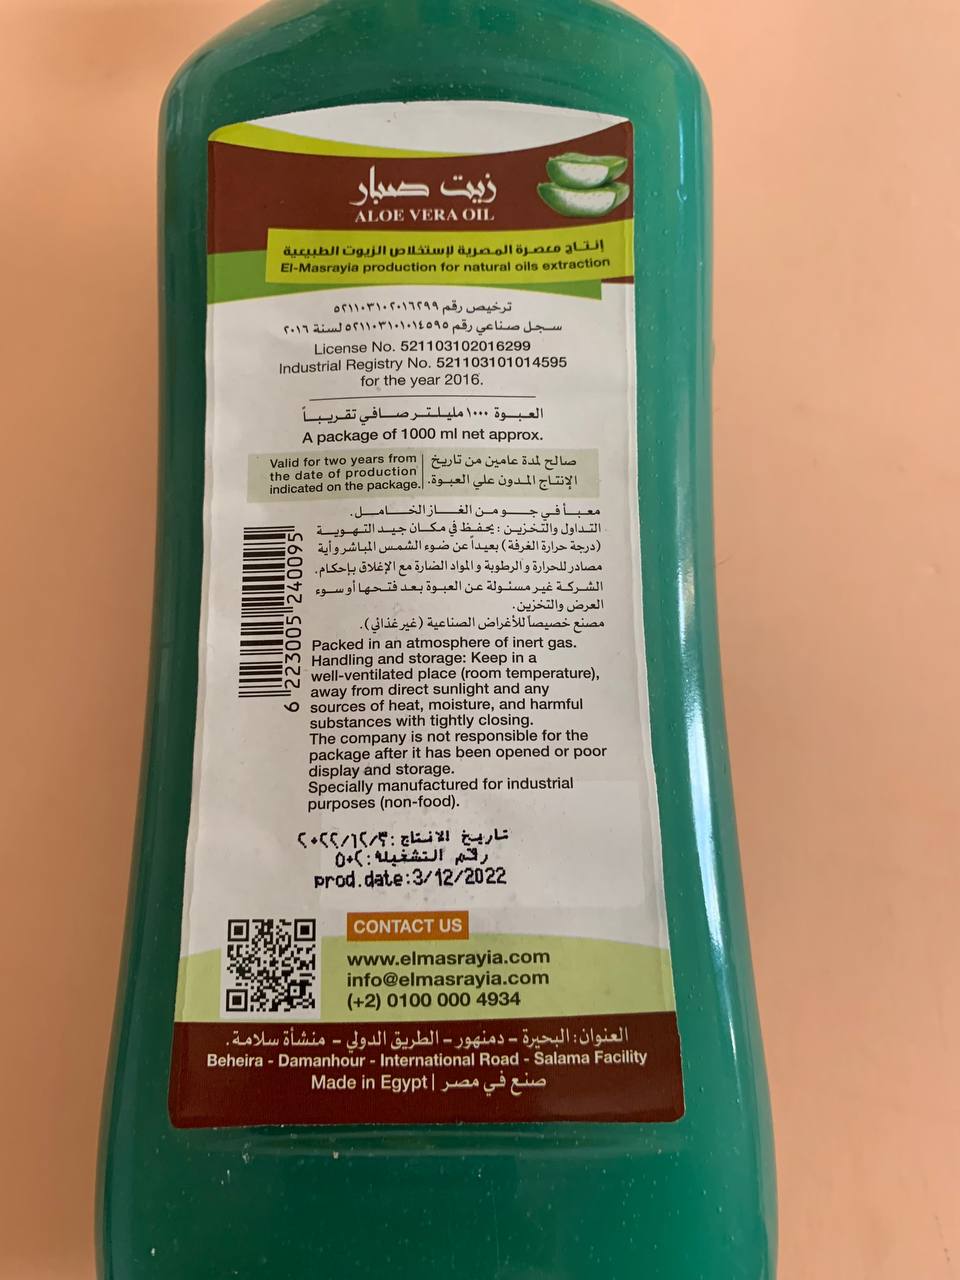 زيت صبار
ALOE VERA OIL
إنتاج معصرة المصرية لإستخلاص الزيوت الطبيعية
El-Masrayia production for natural oils extraction
ترخيص رقم ٥٢١١٠٣١٠٢٠١٦٢٩٩
سجل صناعي رقم ٥٢١١٠٣١٠١٠١٤٥٩٥ لسنة ٢٠١٦
License No. 521103102016299
Industrial Registry No. 521103101014595
for the year 2016.
العبوة ١٠٠٠ مليلتر صافي تقريباً
A package of 1000 ml net approx.
صالح لمدة عامين من تاريخ
الإنتاج المدون علي العبوة.
Valid for two years from
the date of production
indicated on the package.
معبأ في جو من الغاز الخامل.
التداول والتخزين : يحفظ في مكان جيد التهوية
(درجة حرارة الغرفة) بعيداً عن ضوء الشمس المباشر وأية
مصادر للحرارة والرطوبة والمواد الضارة مع الإغلاق بإحكام.
الشركة غير مسئولة عن العبوة بعد فتحها أو سوء
العرض والتخزين.
مصنع خصيصاً للأغراض الصناعية (غير غذائي).
Packed in an atmosphere of inert gas.
Handling and storage: Keep in a
well-ventilated place (room temperature),
away from direct sunlight and any
sources of heat, moisture, and harmful
substances with tightly closing.
The company is not responsible for the
package after it has been opened or poor
display and storage.
Specially manufactured for industrial
purposes (non-food).
6 223005 240095
تاريخ الانتاج :٢٠٢٢/١٢/٣
رقم التشغيلة :٥٠٢
prod.date:3/12/2022
CONTACT US
www.elmasrayia.com
info@elmasrayia.com
(+2) 0100 000 4934
العنوان : البحيرة - دمنهور - الطريق الدولي - منشأة سلامة.
Beheira - Damanhour - International Road - Salama Facility
Made in Egypt | صنع في مصر